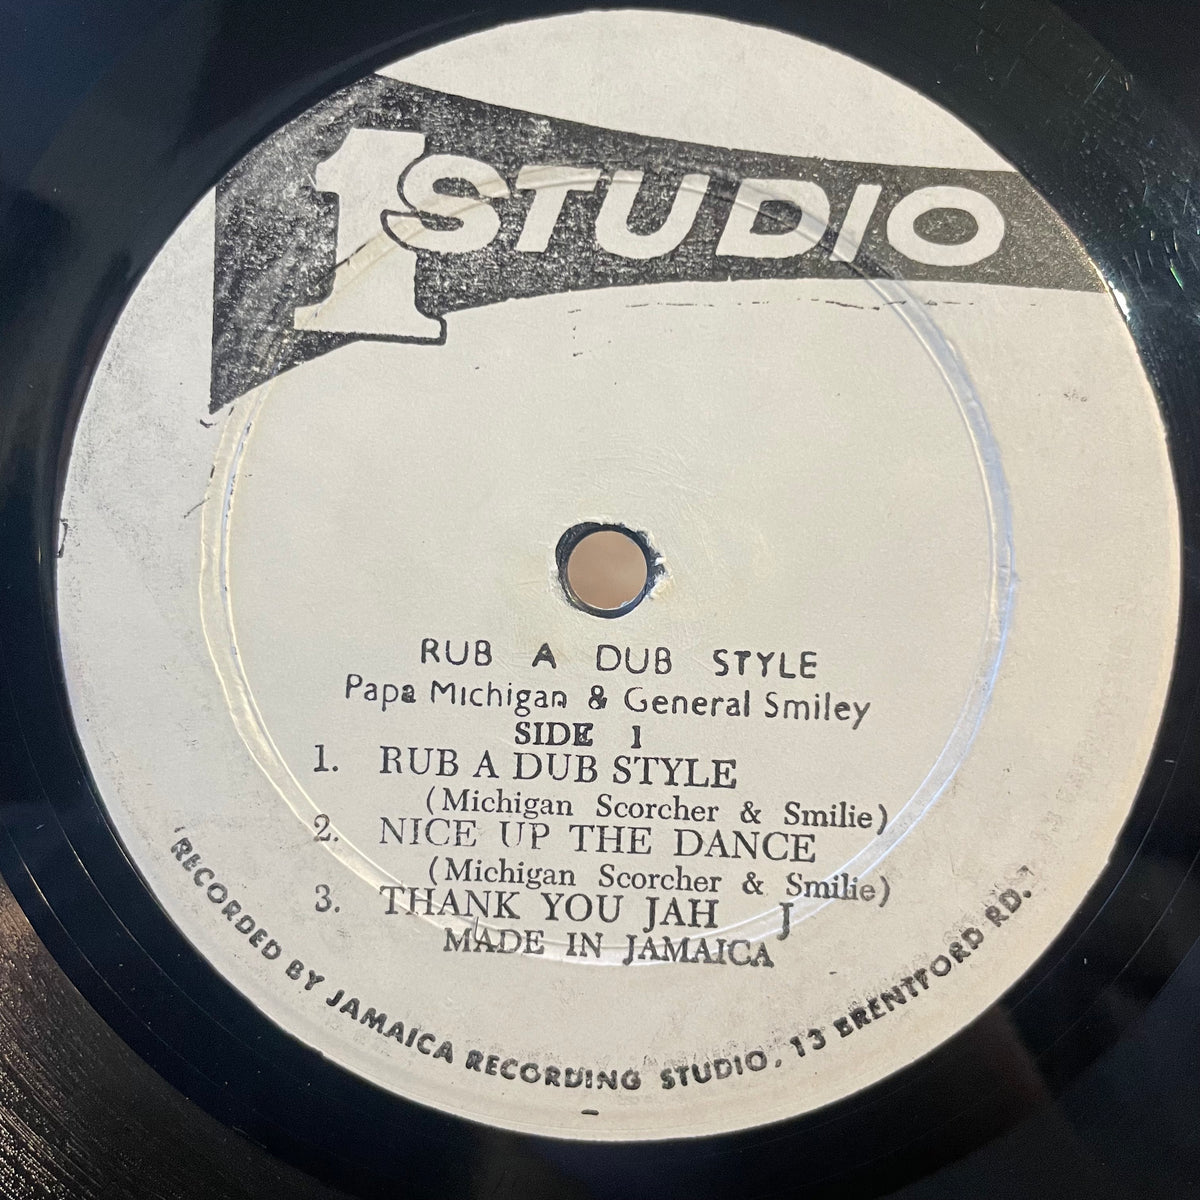 1 STUDIO
RUB A DUB STYLE
Papa Michigan & General Smiley
SIDE 1
1. RUB A DUB STYLE
(Michigan Scorcher & Smilie)
2. NICE UP THE DANCE
(Michigan Scorcher & Smilie)
3. THANK YOU JAH J
MADE IN JAMAICA
'RECORDED BY JAMAICA RECORDING STUDIO, 13 BRENTFORD RD.'